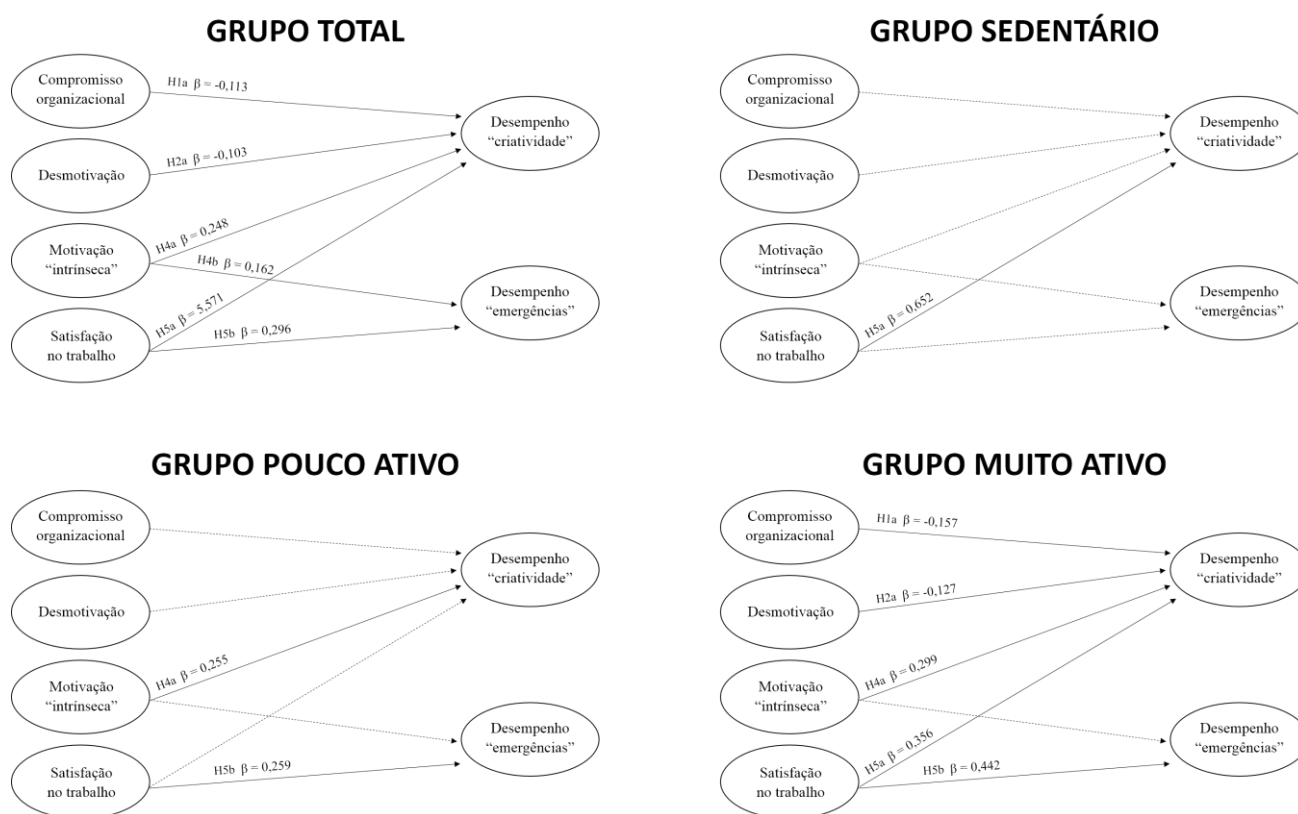 GRUPO TOTAL
Compromisso
organizacional
H1a β = -0,113
Desempenho
“criatividade”
H2a β = -0,103
Desmotivação
Motivação
“intrínseca”
H4a β = 0,248
H4b β = 0,162
Desempenho
“emergências”
H5a β = 5,571
Satisfação
no trabalho
H5b β = 0,296
GRUPO SEDENTÁRIO
Compromisso
organizacional
Desempenho
“criatividade”
Desmotivação
Motivação
“intrínseca”
Desempenho
“emergências”
H5a β = 0,652
Satisfação
no trabalho
GRUPO POUCO ATIVO
Compromisso
organizacional
Desempenho
“criatividade”
Desmotivação
H4a β = 0,255
Motivação
“intrínseca”
Desempenho
“emergências”
Satisfação
no trabalho
H5b β = 0,259
GRUPO MUITO ATIVO
Compromisso
organizacional
H1a β = -0,157
Desempenho
“criatividade”
H2a β = -0,127
Desmotivação
H4a β = 0,299
Motivação
“intrínseca”
Desempenho
“emergências”
H5a β = 0,356
Satisfação
no trabalho
H5b β = 0,442